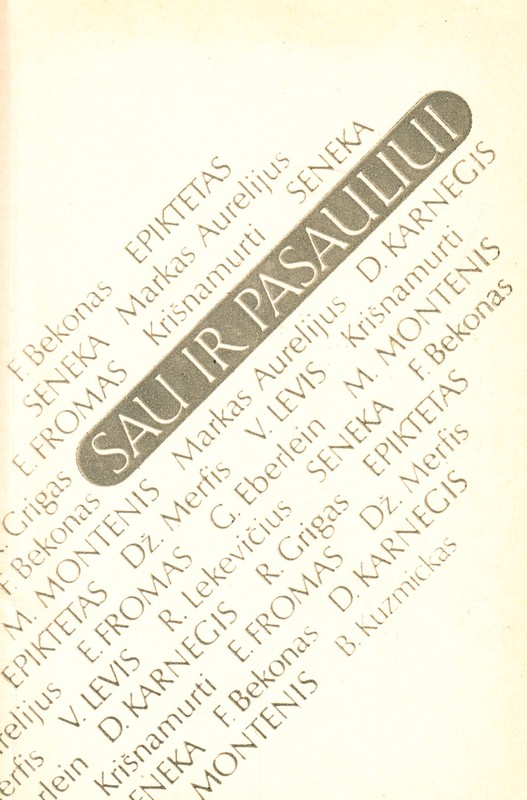 F. Bekonas EPIKTETAS
SENEKA Markas Aurelijus
E. FROMAS Krišnamurti SENEKA
. Grigas SAU IR PASAULIUI
F. Bekonas
M. MONTENIS Markas Aurelijus D. KARNEGIS
EPIKTETAS Dž. Merfis V. LEVIS Krišnamurti
relijus E. FROMAS G. Eberlein M. MONTENIS
erfis V. LEVIS R. Lekevičius SENEKA F. Bekonas
rlein D. KARNEGIS R. Grigas EPIKTETAS
Krišnamurti E. FROMAS Dž. Merfis
ENEKA F. Bekonas D. KARNEGIS
MONTENIS B. Kuzmickas